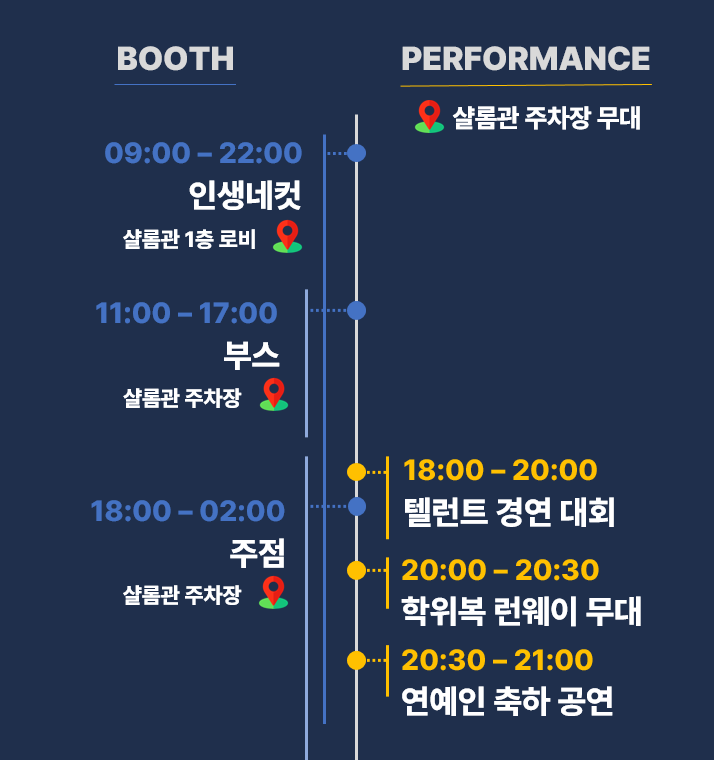 BOOTH
09:00 – 22:00
인생네컷
샬롬관 1층 로비
11:00 – 17:00
부스
샬롬관 주차장
18:00 – 02:00
주점
샬롬관 주차장
PERFORMANCE
샬롬관 주차장 무대
18:00 – 20:00
텔런트 경연 대회
20:00 – 20:30
학위복 런웨이 무대
20:30 – 21:00
연예인 축하 공연